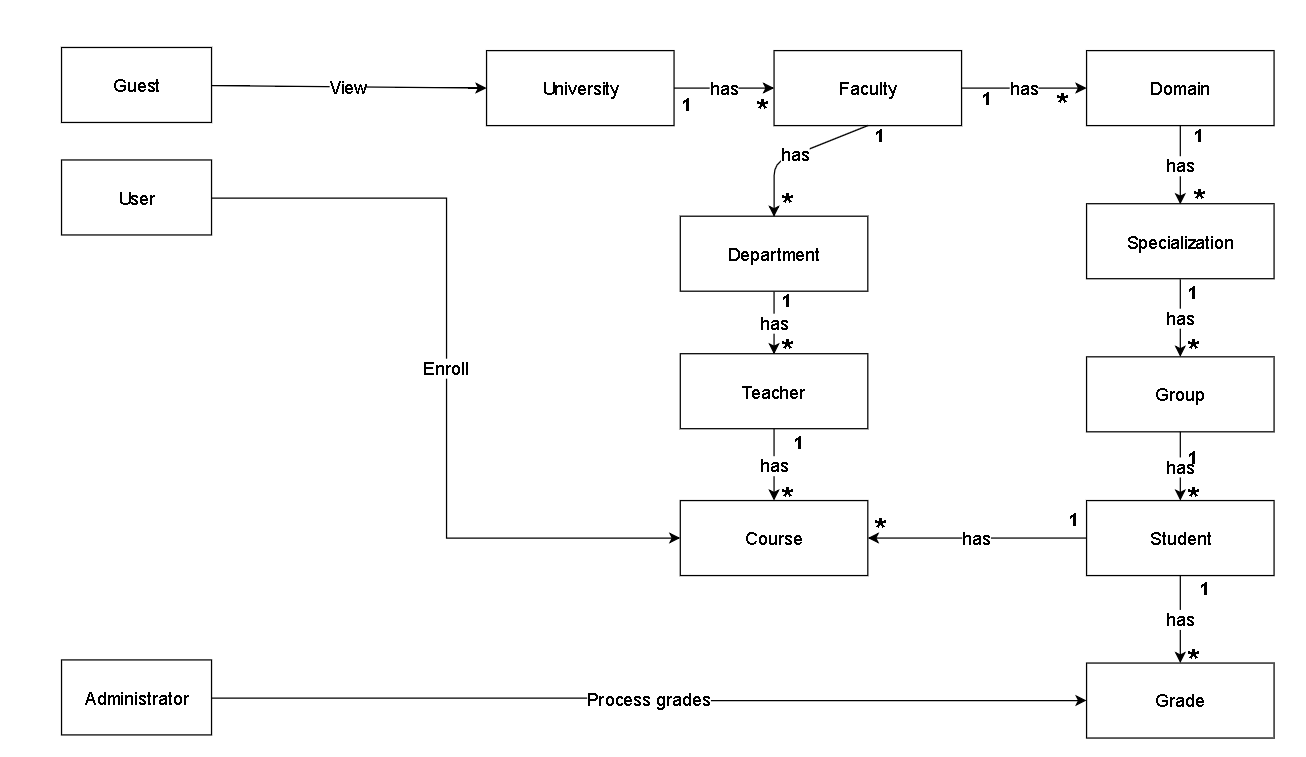 Guest
View
University
has
Faculty
has
Domain
1
*
1
*
1
1
has
has
User
*
*
Department
Specialization
1
1
has
has
*
*
Enroll
Teacher
Group
1
1
has
has
*
*
*
1
Course
has
Student
1
has
*
Administrator
Process grades
Grade